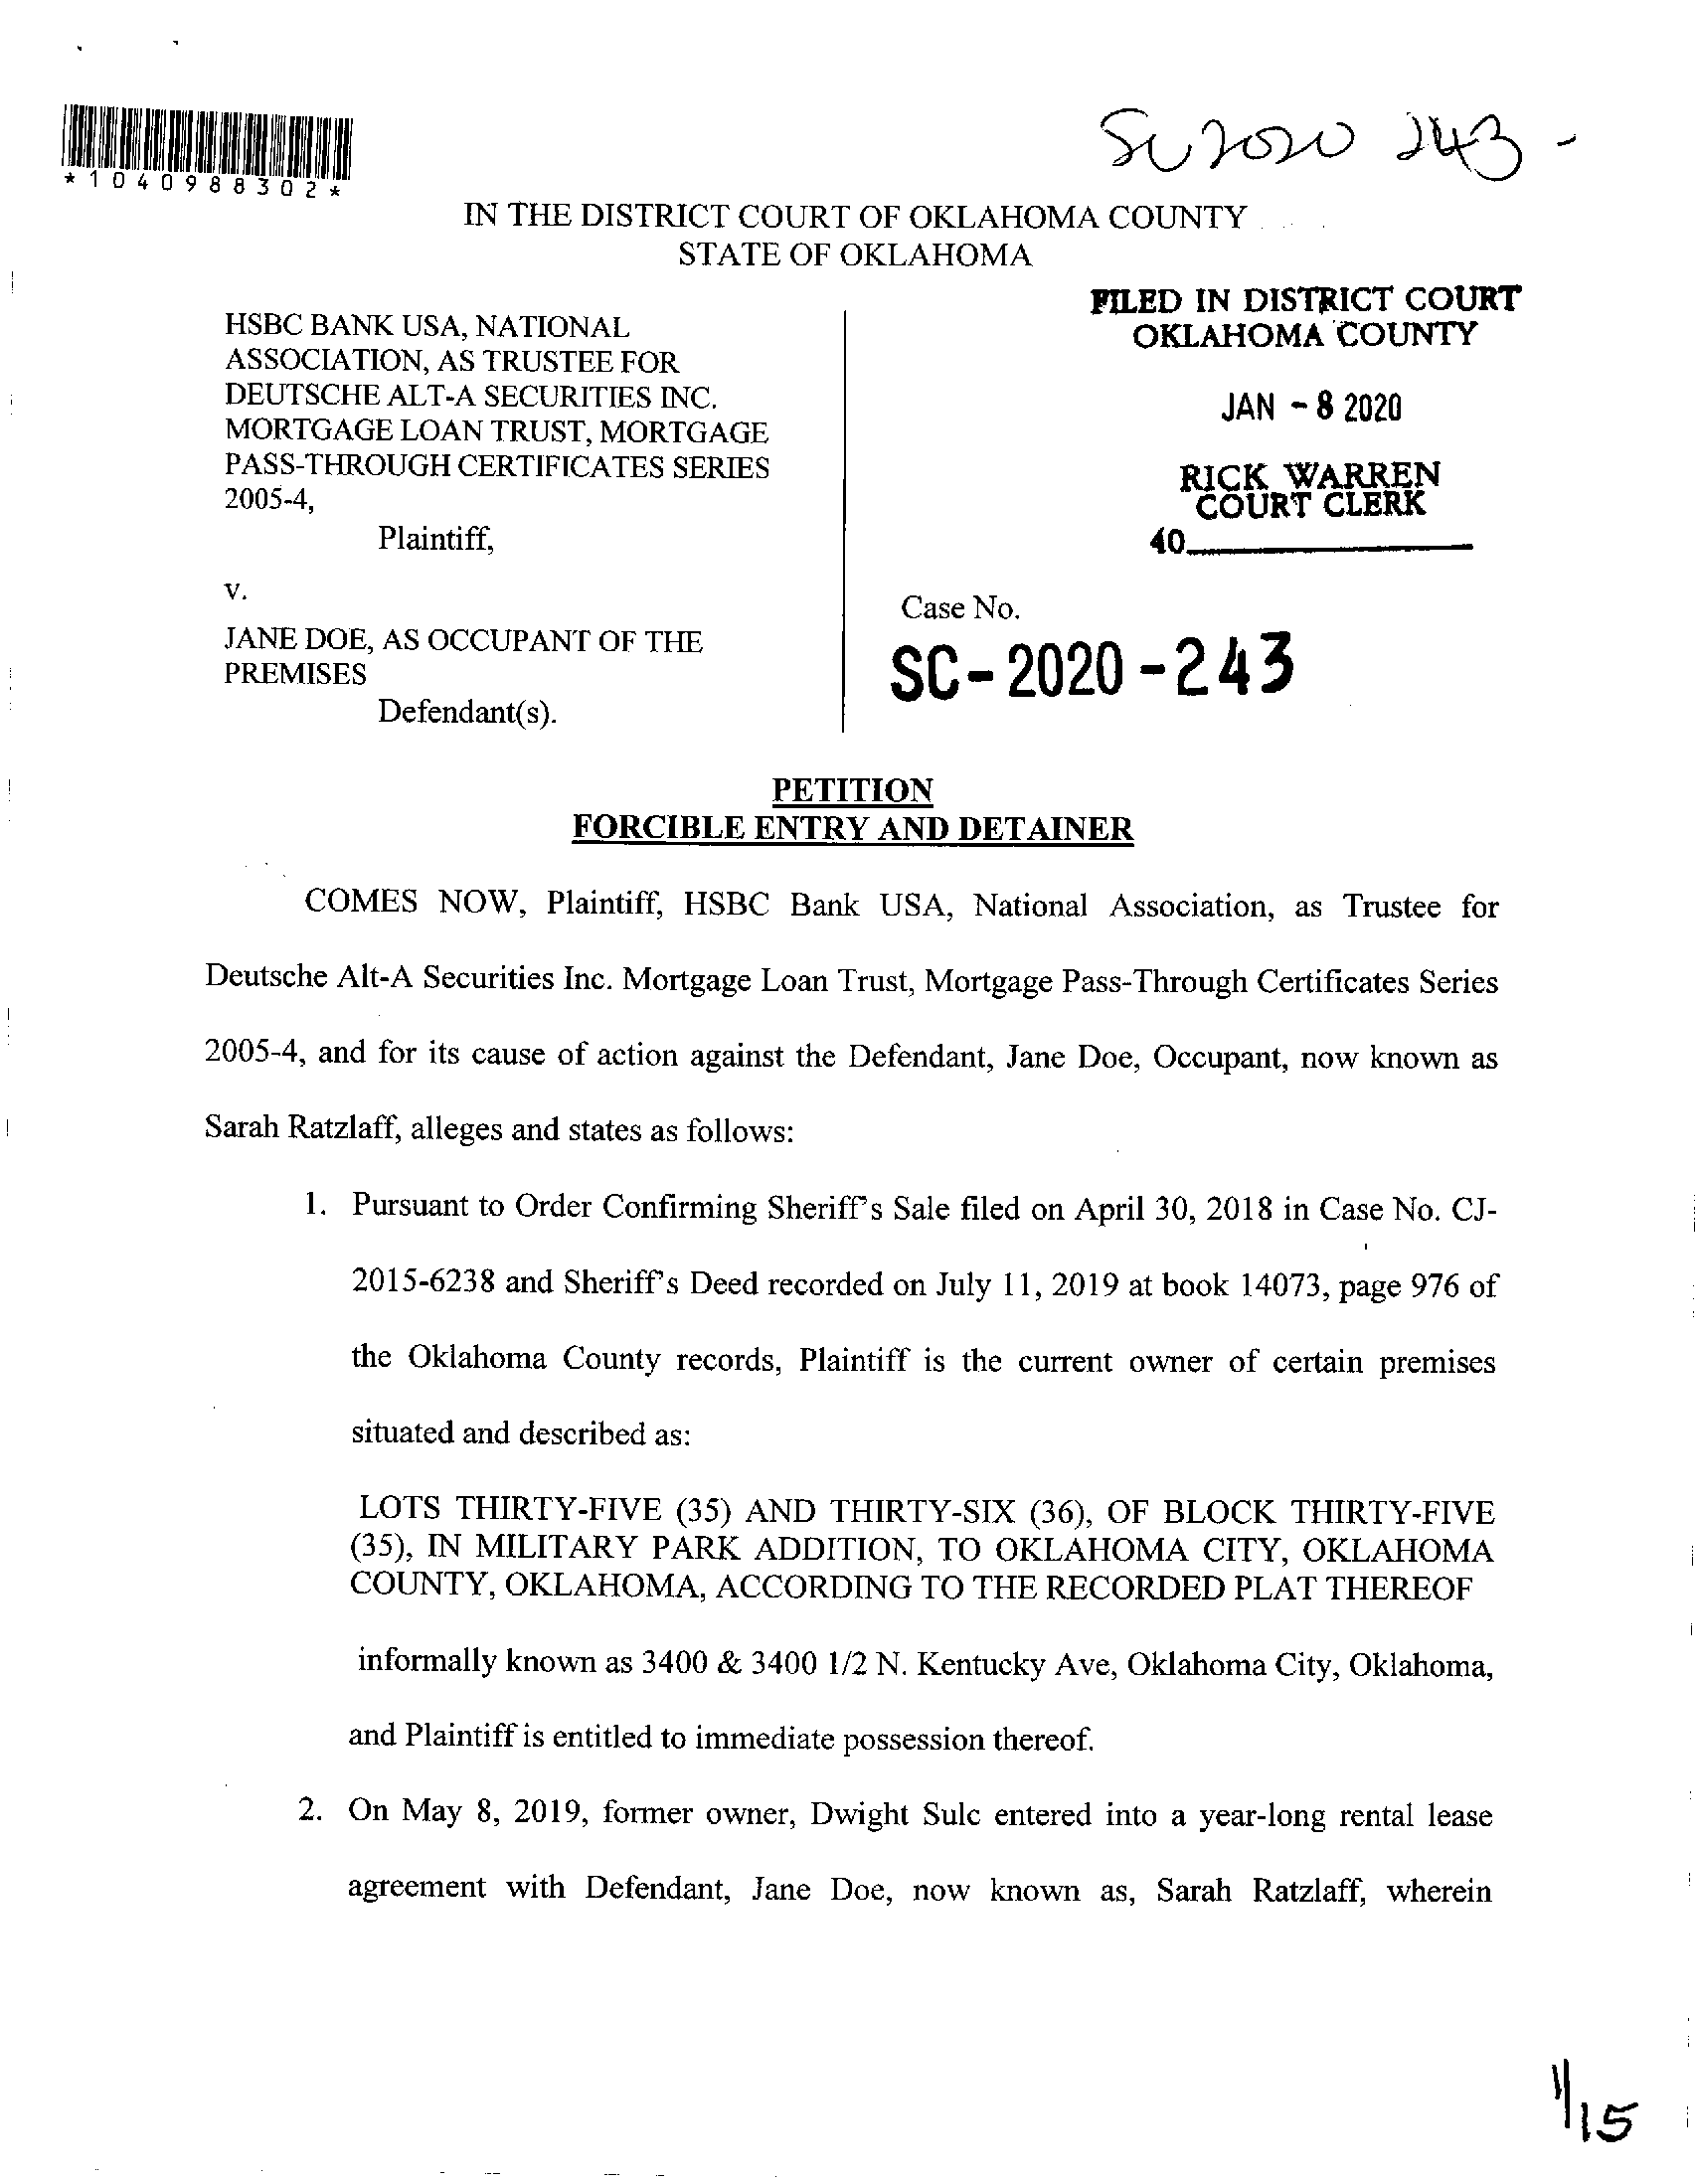 *1040988302*
SC 2020 243 -
IN THE DISTRICT COURT OF OKLAHOMA COUNTY
STATE OF OKLAHOMA
HSBC BANK USA, NATIONAL
ASSOCIATION, AS TRUSTEE FOR
DEUTSCHE ALT-A SECURITIES INC.
MORTGAGE LOAN TRUST, MORTGAGE
PASS-THROUGH CERTIFICATES SERIES
2005-4,
Plaintiff,
v.
JANE DOE, AS OCCUPANT OF THE
PREMISES
Defendant(s).
FILED IN DISTRICT COURT
OKLAHOMA COUNTY
JAN - 8 2020
RICK WARREN
COURT CLERK
40
Case No.
SC-2020-243
PETITION
FORCIBLE ENTRY AND DETAINER
COMES NOW, Plaintiff, HSBC Bank USA, National Association, as Trustee for
Deutsche Alt-A Securities Inc. Mortgage Loan Trust, Mortgage Pass-Through Certificates Series
2005-4, and for its cause of action against the Defendant, Jane Doe, Occupant, now known as
Sarah Ratzlaff, alleges and states as follows:
1. Pursuant to Order Confirming Sheriff's Sale filed on April 30, 2018 in Case No. CJ-
2015-6238 and Sheriff's Deed recorded on July 11, 2019 at book 14073, page 976 of
the Oklahoma County records, Plaintiff is the current owner of certain premises
situated and described as:
LOTS THIRTY-FIVE (35) AND THIRTY-SIX (36), OF BLOCK THIRTY-FIVE
(35), IN MILITARY PARK ADDITION, TO OKLAHOMA CITY, OKLAHOMA
COUNTY, OKLAHOMA, ACCORDING TO THE RECORDED PLAT THEREOF
informally known as 3400 & 3400 1/2 N. Kentucky Ave, Oklahoma City, Oklahoma,
and Plaintiff is entitled to immediate possession thereof.
2. On May 8, 2019, former owner, Dwight Sulc entered into a year-long rental lease
agreement with Defendant, Jane Doe, now known as, Sarah Ratzlaff, wherein
1/15